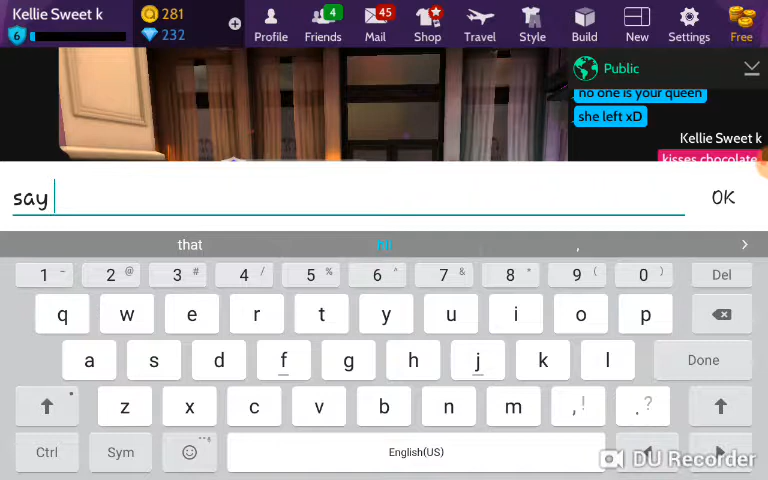 Kellie Sweet k
6
281
232
Profile
4
Friends
45
Mail
Shop
Travel
Style
Build
New
Settings
Free
Public
no one is your queen
she left xD
Kellie Sweet k
kisses chocolate
say
OK
that
Hi
,
1 - 2 @ 3 # 4 / 5 % 6 ^ 7 & 8 * 9 ( 0 ) Del
q w e r t y u i o p
a s d f g h j k l Done
z x c v b n m ,! .?
Ctrl Sym English(US)
DU Recorder